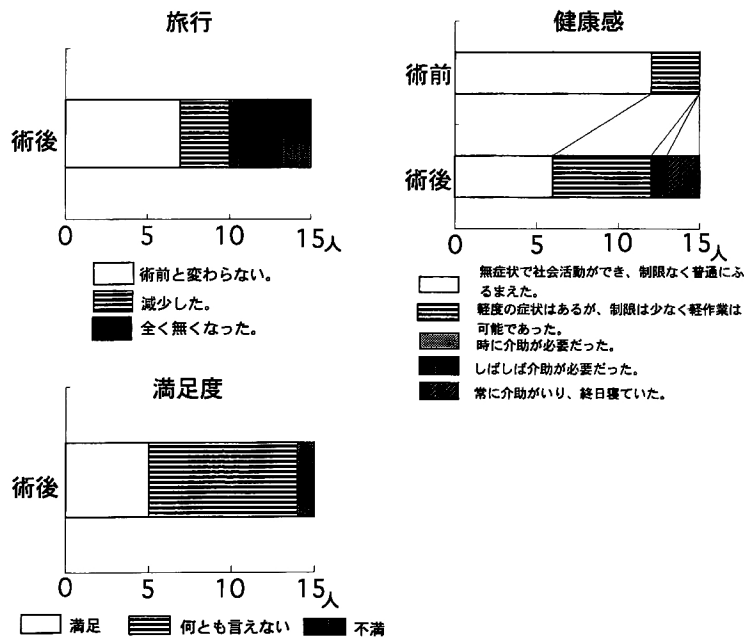 旅行
術後
0 5 10 15人
術前と変わらない。
減少した。
全く無くなった。
健康感
術前
術後
0 5 10 15人
無症状で社会活動ができ、制限なく普通にふ
るまえた。
軽度の症状はあるが、制限は少なく軽作業は
可能であった。
時に介助が必要だった。
しばしば介助が必要だった。
常に介助がいり、終日寝ていた。
満足度
術後
0 5 10 15人
満足 何とも言えない 不満